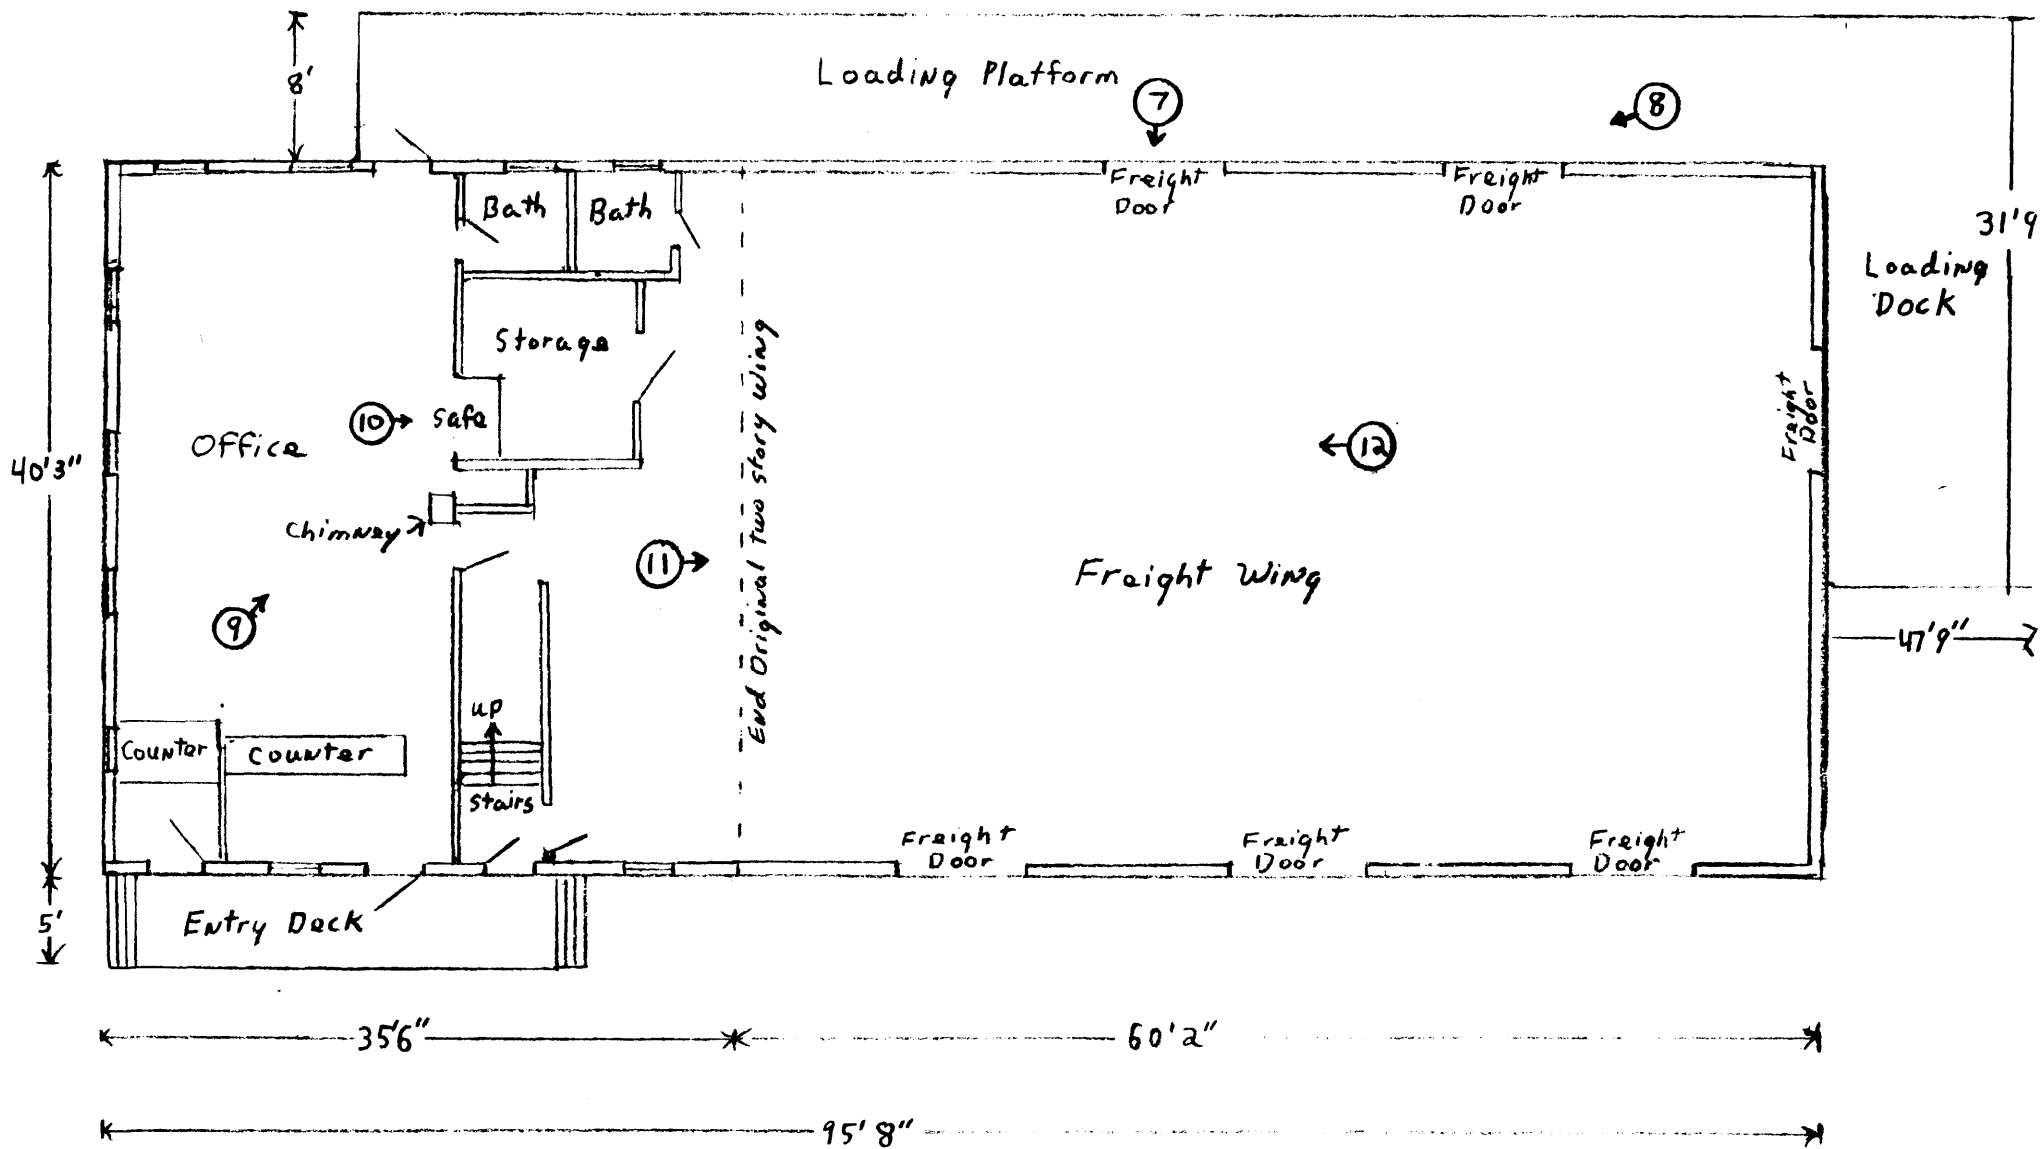 8'
Loading Platform
7
8
Freight
Door
Freight
Door
31'9
Bath
Bath
Loading
Dock
Storage
End Original two story wing
Freight
Door
10
Safe
Office
12
40'3"
Chimney
11
Freight Wing
9
47'9"
up
Counter
Counter
Stairs
Freight
Door
Freight
Door
Freight
Door
5'
Entry Deck
35'6"
60'2"
95'8"